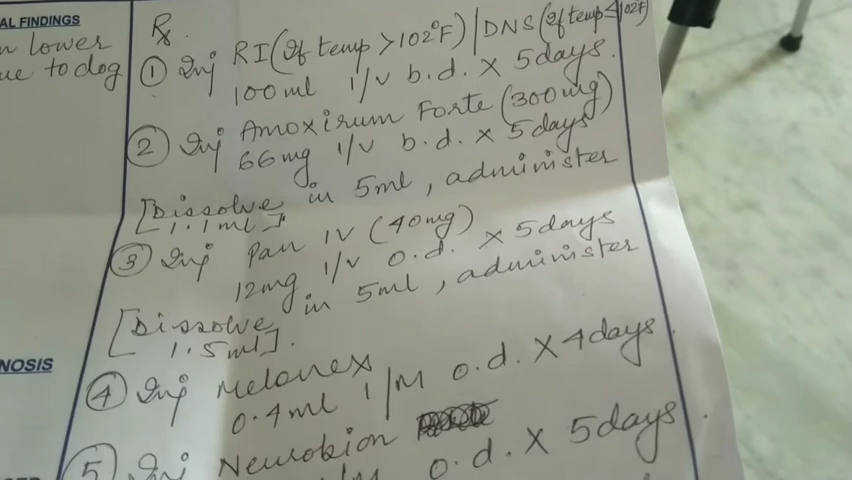 AL FINDINGS
n lower
ue to dog
Rx
① Inj RI (If temp >102°F) | DNS (If temp ≤102°F)
100ml I/V b.d. X 5days.
② Inj Amoxirum Forte (300mg)
66mg I/V b.d. X 5days
[Dissolve in 5ml, administer
1.1ml]
③ Inj Pan IV (40mg)
12mg I/V O.d. X 5days
[Dissolve in 5ml, administer
1.5ml].
NOSIS
④ Inj Melonex
0.4ml I/M O.d. X 4days.
⑤ Inj Neurobion
O.d. X 5days.